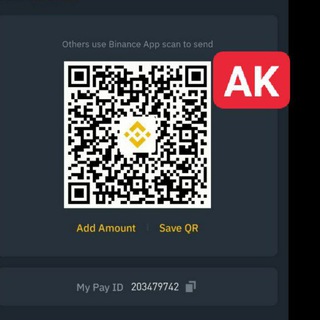 Others use Binance App scan to send
AK
Add Amount
Save QR
My Pay ID 203479742